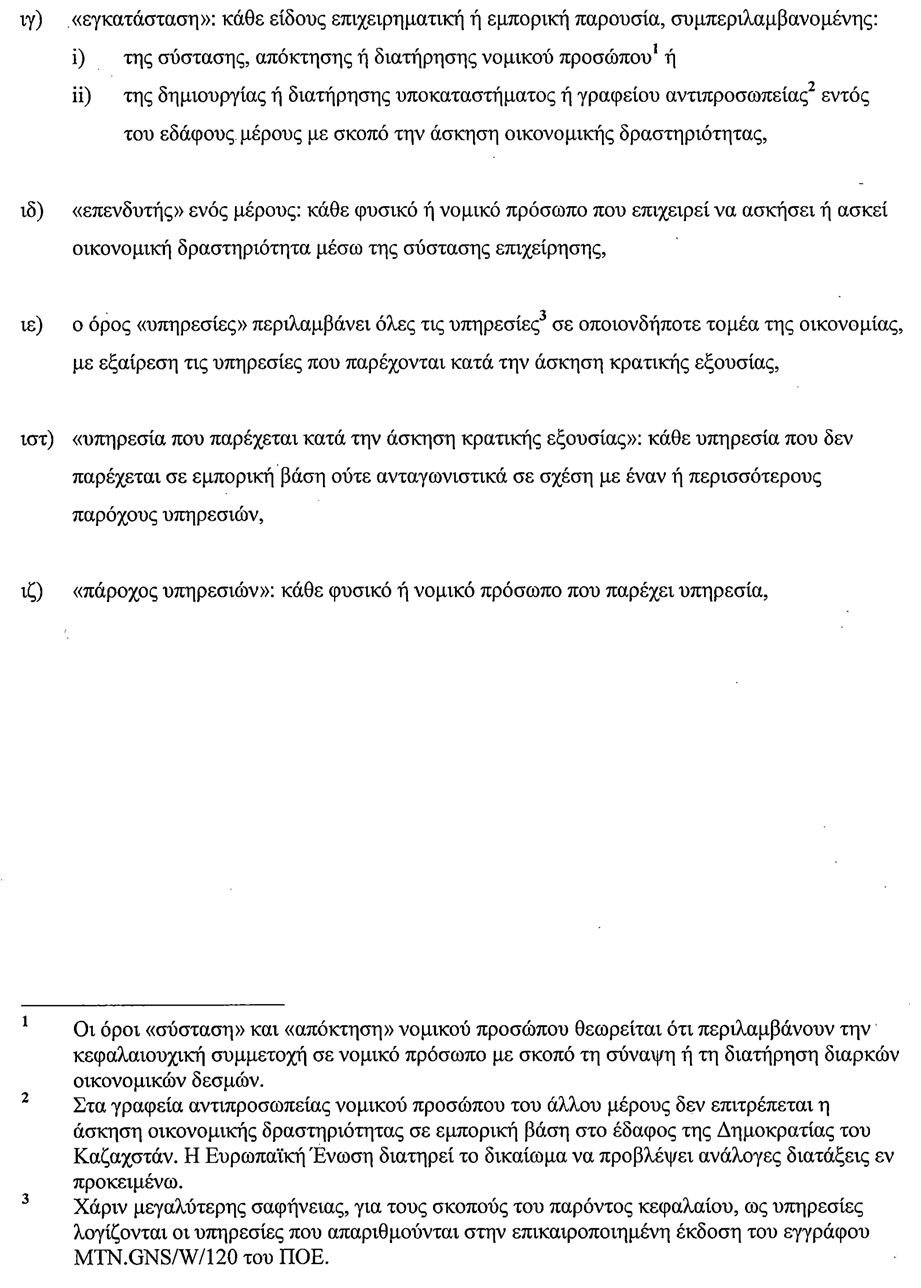 ιγ) «εγκατάσταση»: κάθε είδους επιχειρηματική ή εμπορική παρουσία, συμπεριλαμβανομένης:
i) της σύστασης, απόκτησης ή διατήρησης νομικού προσώπου¹ ή
ii) της δημιουργίας ή διατήρησης υποκαταστήματος ή γραφείου αντιπροσωπείας² εντός
του εδάφους μέρους με σκοπό την άσκηση οικονομικής δραστηριότητας,
ιδ) «επενδυτής» ενός μέρους: κάθε φυσικό ή νομικό πρόσωπο που επιχειρεί να ασκήσει ή ασκεί
οικονομική δραστηριότητα μέσω της σύστασης επιχείρησης,
ιε) ο όρος «υπηρεσίες» περιλαμβάνει όλες τις υπηρεσίες³ σε οποιονδήποτε τομέα της οικονομίας,
με εξαίρεση τις υπηρεσίες που παρέχονται κατά την άσκηση κρατικής εξουσίας,
ιστ) «υπηρεσία που παρέχεται κατά την άσκηση κρατικής εξουσίας»: κάθε υπηρεσία που δεν
παρέχεται σε εμπορική βάση ούτε ανταγωνιστικά σε σχέση με έναν ή περισσότερους
παρόχους υπηρεσιών,
ιζ) «πάροχος υπηρεσιών»: κάθε φυσικό ή νομικό πρόσωπο που παρέχει υπηρεσία,
1 Οι όροι «σύσταση» και «απόκτηση» νομικού προσώπου θεωρείται ότι περιλαμβάνουν την
κεφαλαιουχική συμμετοχή σε νομικό πρόσωπο με σκοπό τη σύναψη ή τη διατήρηση διαρκών
οικονομικών δεσμών.
2 Στα γραφεία αντιπροσωπείας νομικού προσώπου του άλλου μέρους δεν επιτρέπεται η
άσκηση οικονομικής δραστηριότητας σε εμπορική βάση στο έδαφος της Δημοκρατίας του
Καζαχστάν. Η Ευρωπαϊκή Ένωση διατηρεί το δικαίωμα να προβλέψει ανάλογες διατάξεις εν
προκειμένω.
3 Χάριν μεγαλύτερης σαφήνειας, για τους σκοπούς του παρόντος κεφαλαίου, ως υπηρεσίες
λογίζονται οι υπηρεσίες που απαριθμούνται στην επικαιροποιημένη έκδοση του εγγράφου
MTN.GNS/W/120 του ΠΟΕ.